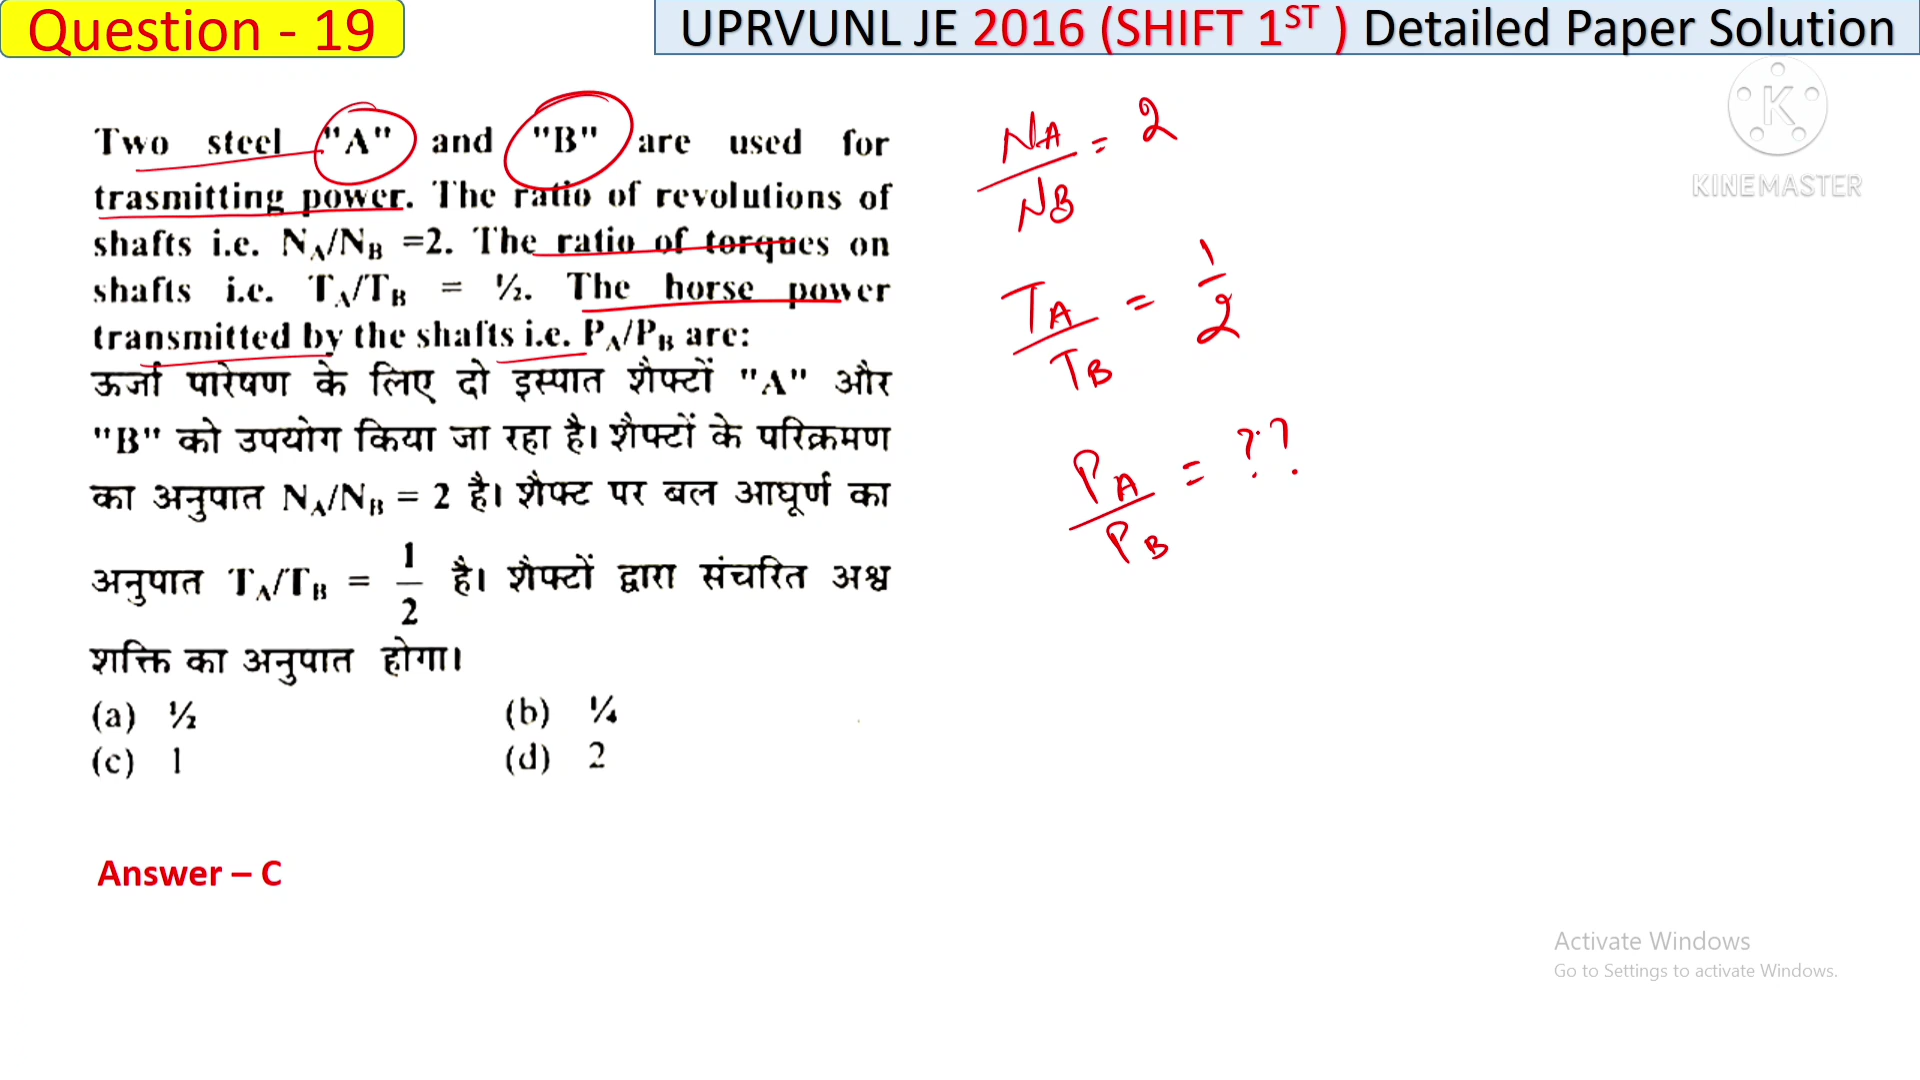 Question - 19
UPRVUNL JE 2016 (SHIFT 1ST ) Detailed Paper Solution
KINEMASTER
Two steel "A" and "B" are used for
trasmitting power. The ratio of revolutions of
shafts i.e. NA/NB =2. The ratio of torques on
shafts i.e. TA/TB = ½. The horse power
transmitted by the shafts i.e. PA/PB are:
ऊर्जा पारेषण के लिए दो इस्पात शैफ्टों "A" और
"B" को उपयोग किया जा रहा है। शैफ्टों के परिक्रमण
का अनुपात NA/NB = 2 है। शैफ्ट पर बल आघूर्ण का
अनुपात TA/TB = 1/2 है। शैफ्टों द्वारा संचरित अश्व
शक्ति का अनुपात होगा।
(a) ½ (b) ¼
(c) 1 (d) 2
Answer – C
NA/NB = 2
TA/TB = 1/2
PA/PB = ??
Activate Windows
Go to Settings to activate Windows.